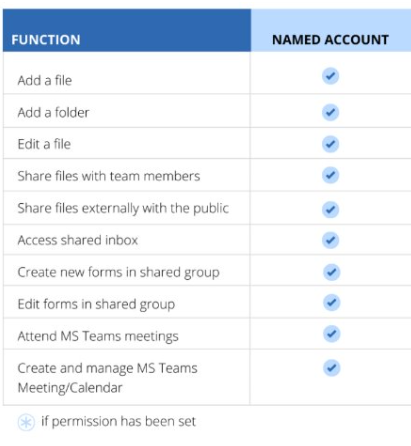 FUNCTION NAMED ACCOUNT
Add a file
Add a folder
Edit a file
Share files with team members
Share files externally with the public
Access shared inbox
Create new forms in shared group
Edit forms in shared group
Attend MS Teams meetings
Create and manage MS Teams
Meeting/Calendar
if permission has been set